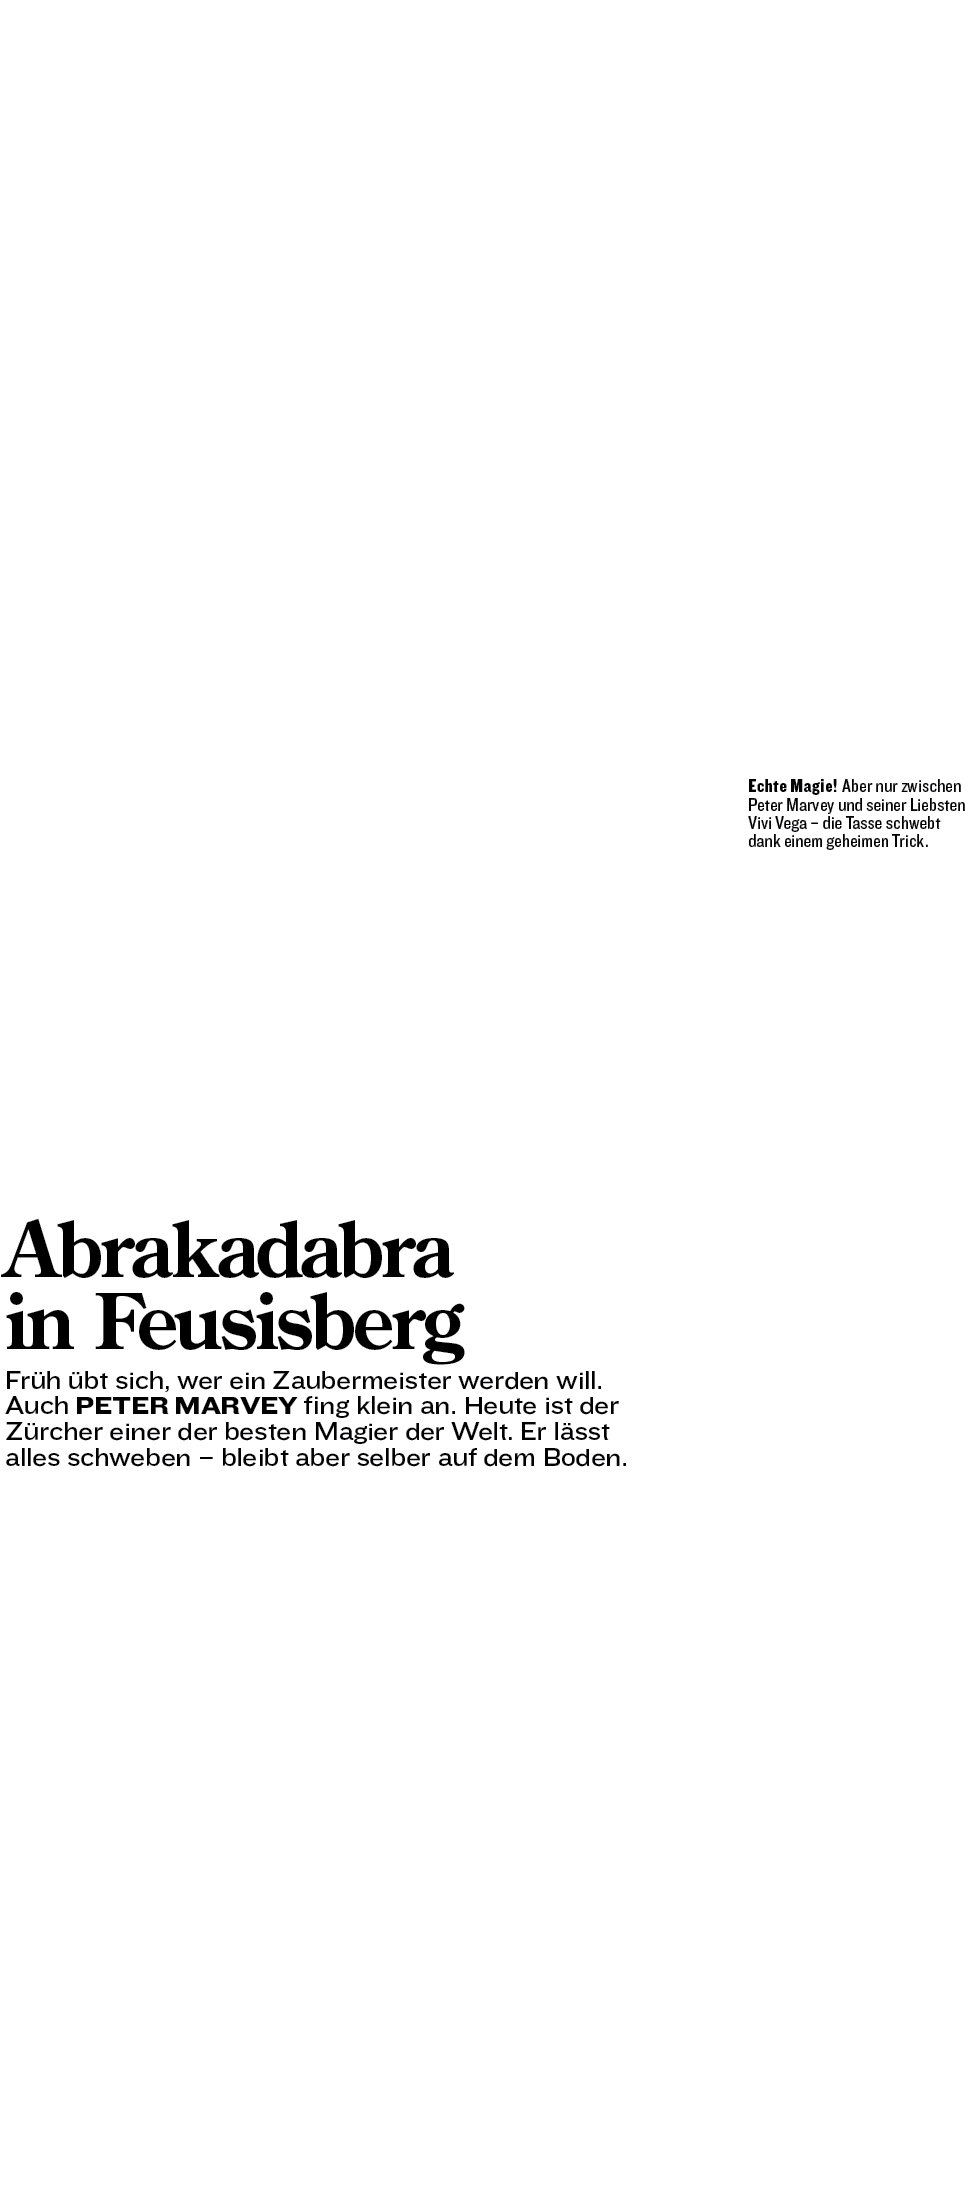 Echte Magie! Aber nur zwischen
Peter Marvey und seiner Liebsten
Vivi Vega – die Tasse schwebt
dank einem geheimen Trick.
Abrakadabra
in Feusisberg
Früh übt sich, wer ein Zaubermeister werden will.
Auch PETER MARVEY fing klein an. Heute ist der
Zürcher einer der besten Magier der Welt. Er lässt
alles schweben – bleibt aber selber auf dem Boden.